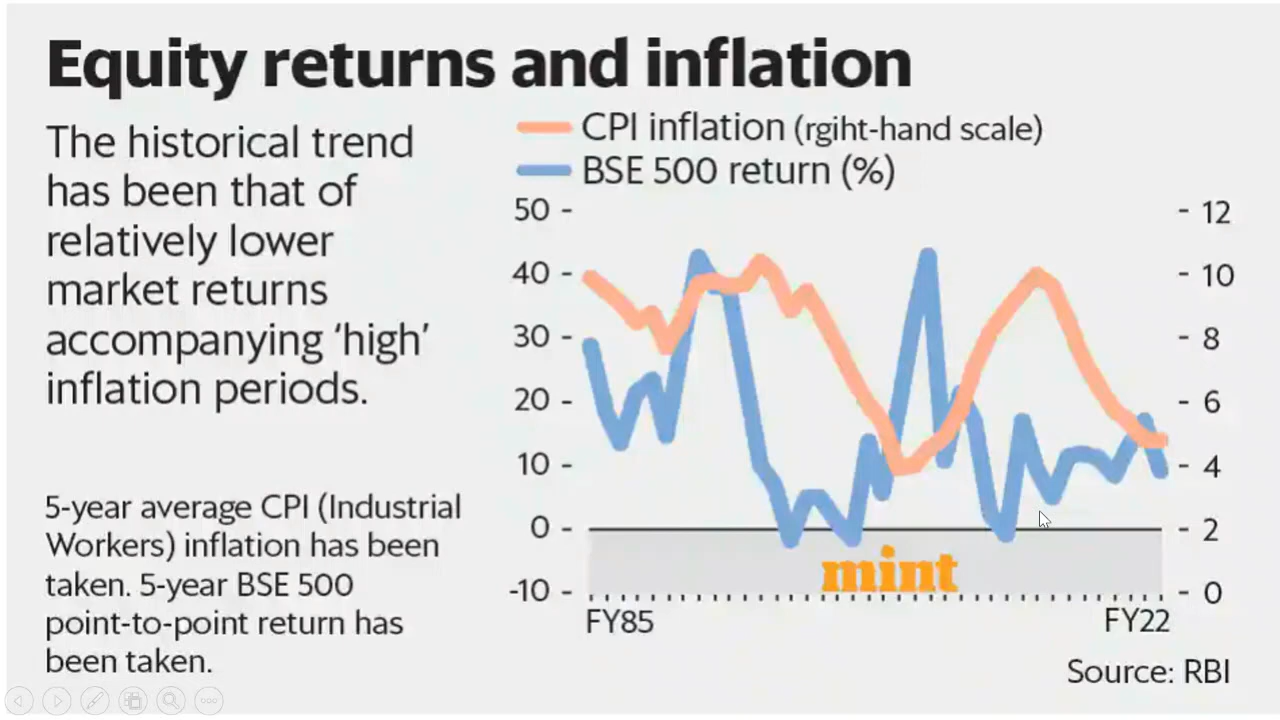 Equity returns and inflation
The historical trend
has been that of
relatively lower
market returns
accompanying ‘high’
inflation periods.
5-year average CPI (Industrial
Workers) inflation has been
taken. 5-year BSE 500
point-to-point return has
been taken.
CPI inflation (rgiht-hand scale)
BSE 500 return (%)
50 - - 12
40 - - 10
30 - - 8
20 - - 6
10 - - 4
0 - - 2
-10 - - 0
mint
FY85 FY22
Source: RBI